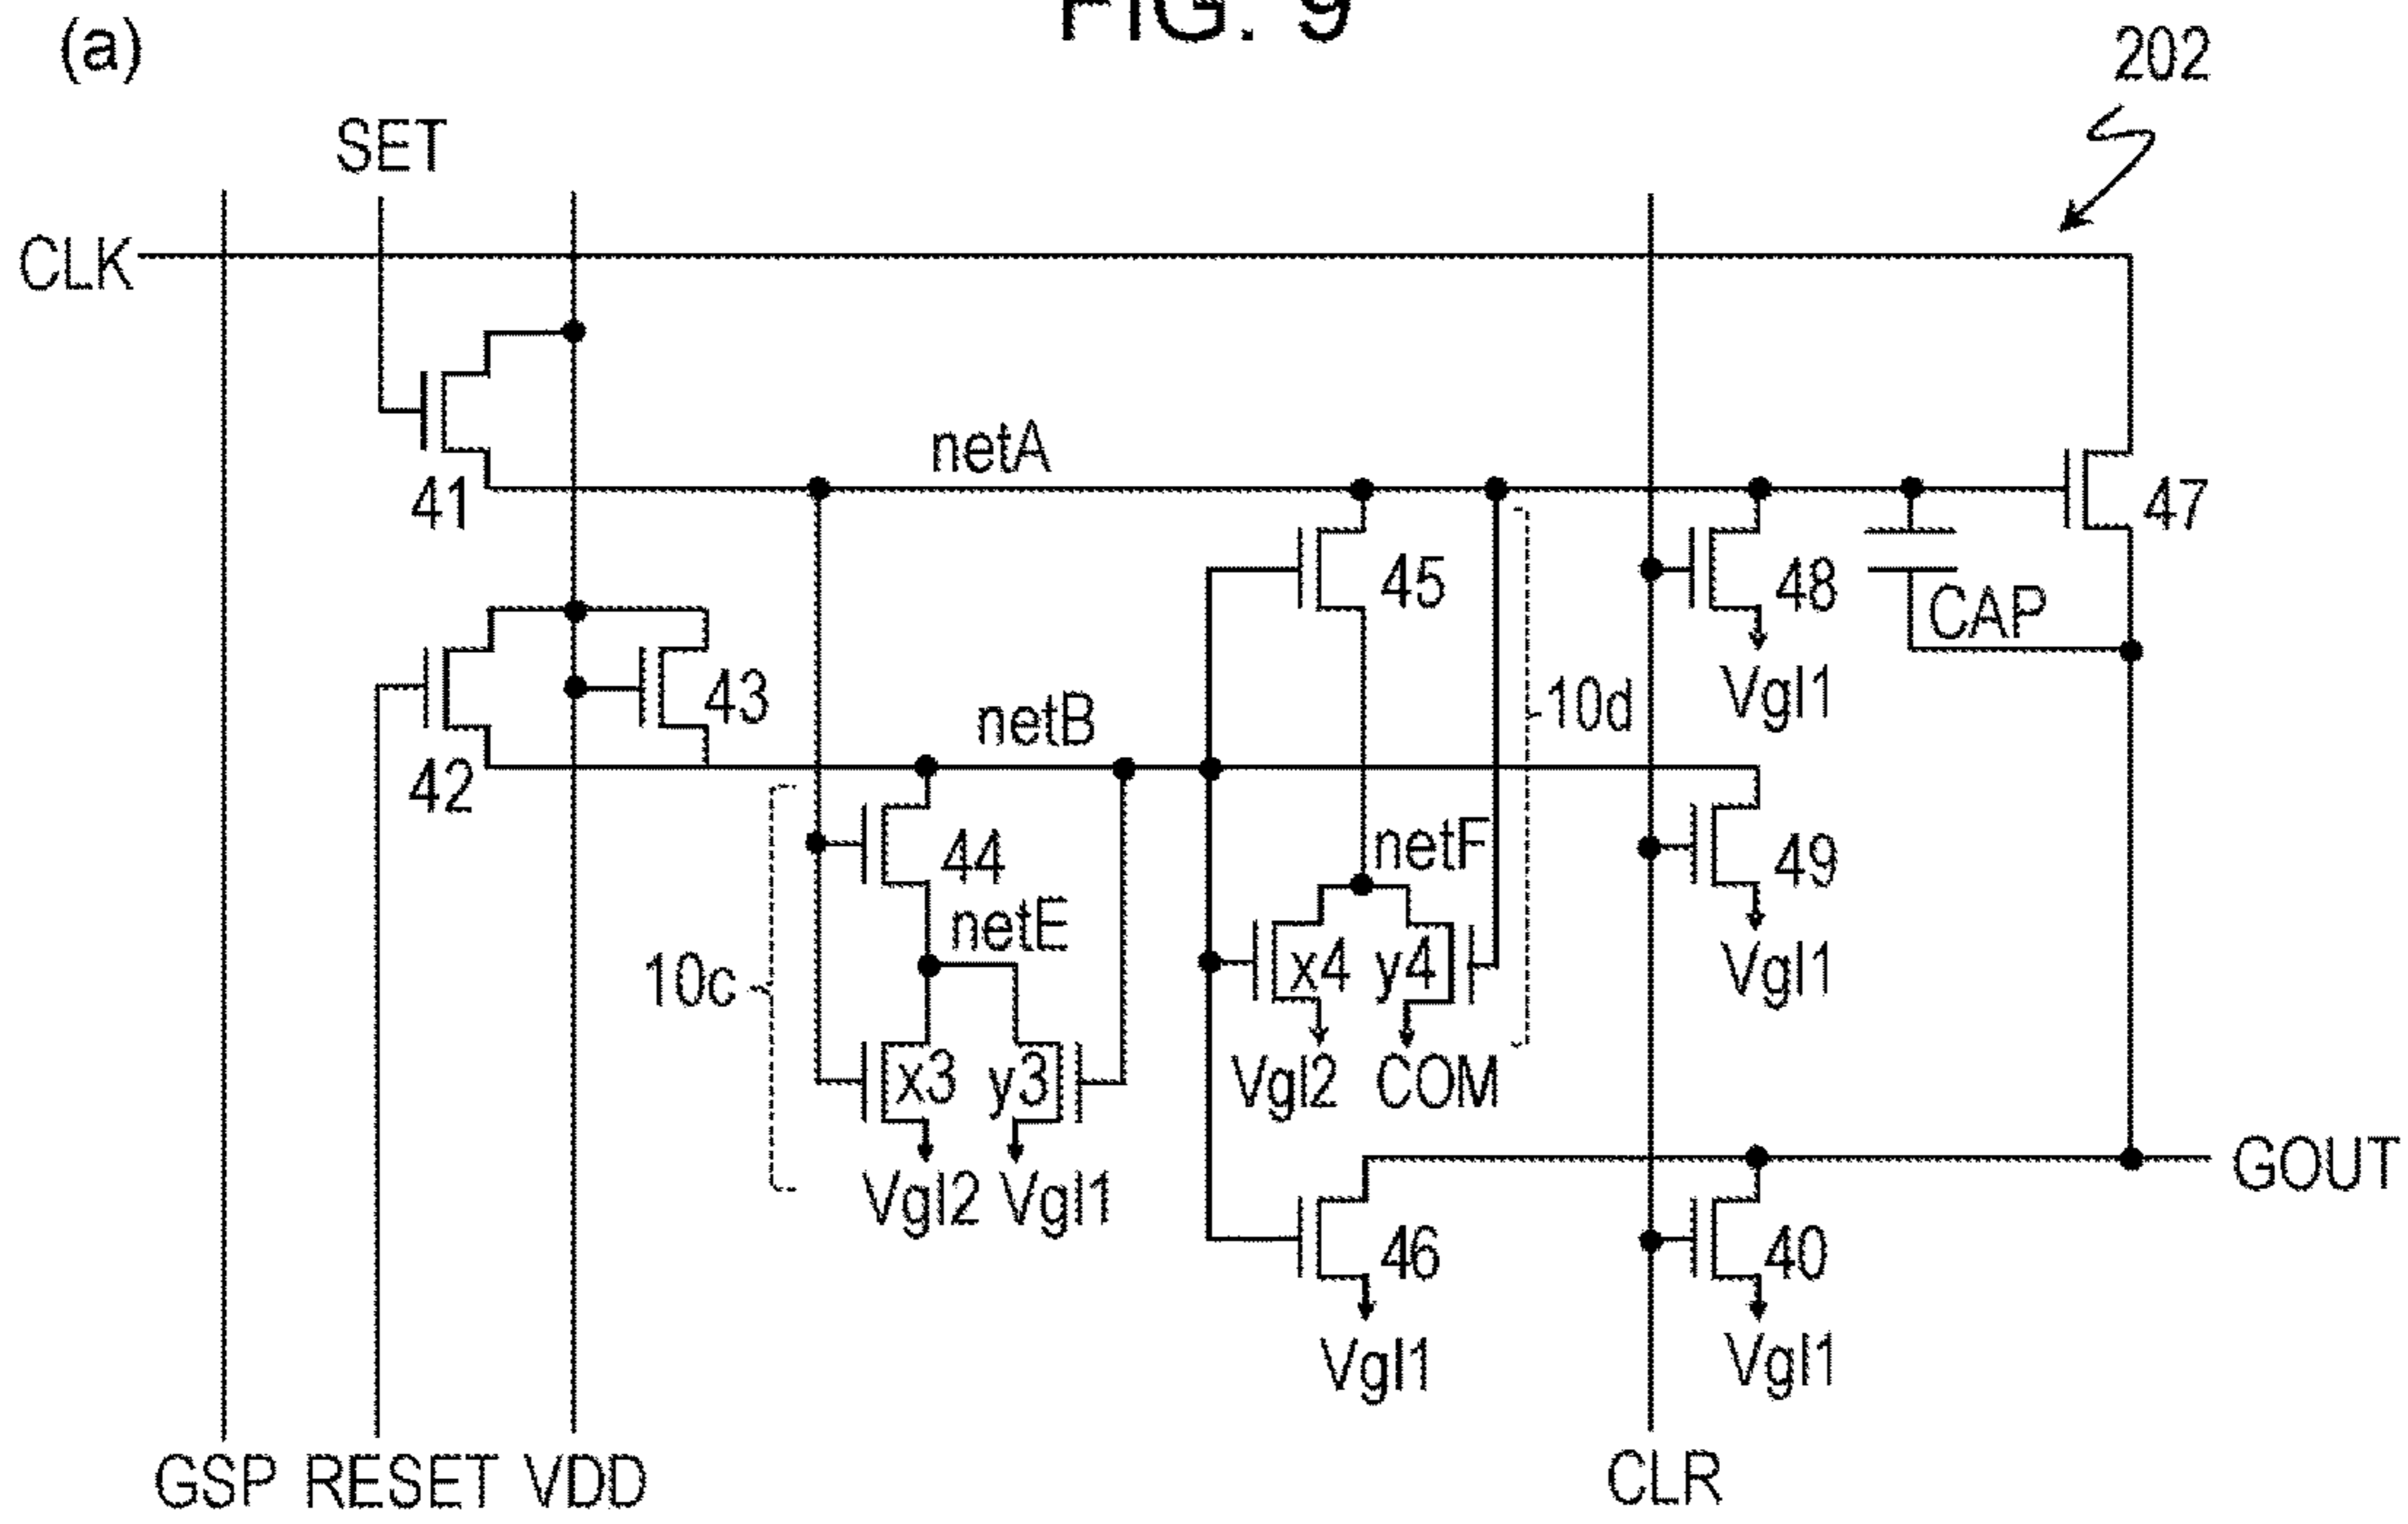 FIG. 9
(a)
202
SET
CLK
netA
41
47
45
48
CAP
43
Vgl1
10d
netB
42
44
netF
49
netE
10c
x4 y4
Vgl1
x3 y3
Vgl2 COM
Vgl2 Vgl1
GOUT
46
40
Vgl1
Vgl1
GSP RESET VDD
CLR